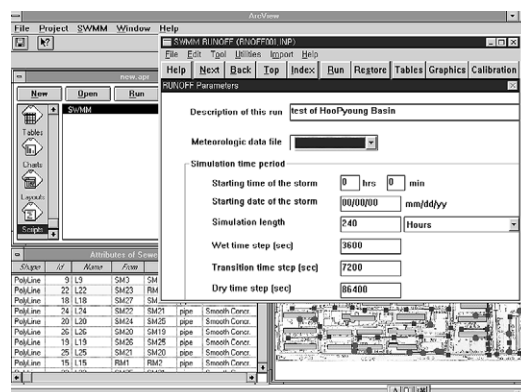 ArcView
File Project SWMM Window Help
SWMM RUNOFF (RNOFF001.INP)
File Edit Tool Utilities Import Help
Help Next Back Top Index Run Restore Tables Graphics Calibration
RUNOFF Parameters
Description of this run test of HooPyoung Basin
Meteorologic data file
Simulation time period
Starting time of the storm 0 hrs 0 min
Starting date of the storm 00/00/00 mm/dd/yy
Simulation length 240 Hours
Wet time step (sec) 3600
Transition time step (sec) 7200
Dry time step (sec) 86400
new.apr
New Open Run
SWMM
Tables
Charts
Layouts
Scripts
Attributes of Sewe
Shape Id Name From
PolyLine 9 L9 SM3 SM
PolyLine 22 L22 SM23 RM
PolyLine 18 L18 SM27 SM
PolyLine 24 L24 SM22 SM21 pipe Smooth Concr.
PolyLine 20 L20 SM24 SM25 pipe Smooth Concr.
PolyLine 26 L26 SM20 SM19 pipe Smooth Concr.
PolyLine 19 L19 SM26 SM25 pipe Smooth Concr.
PolyLine 25 L25 SM21 SM20 pipe Smooth Concr.
PolyLine 15 L15 RM1 RM2 pipe Smooth Concr.